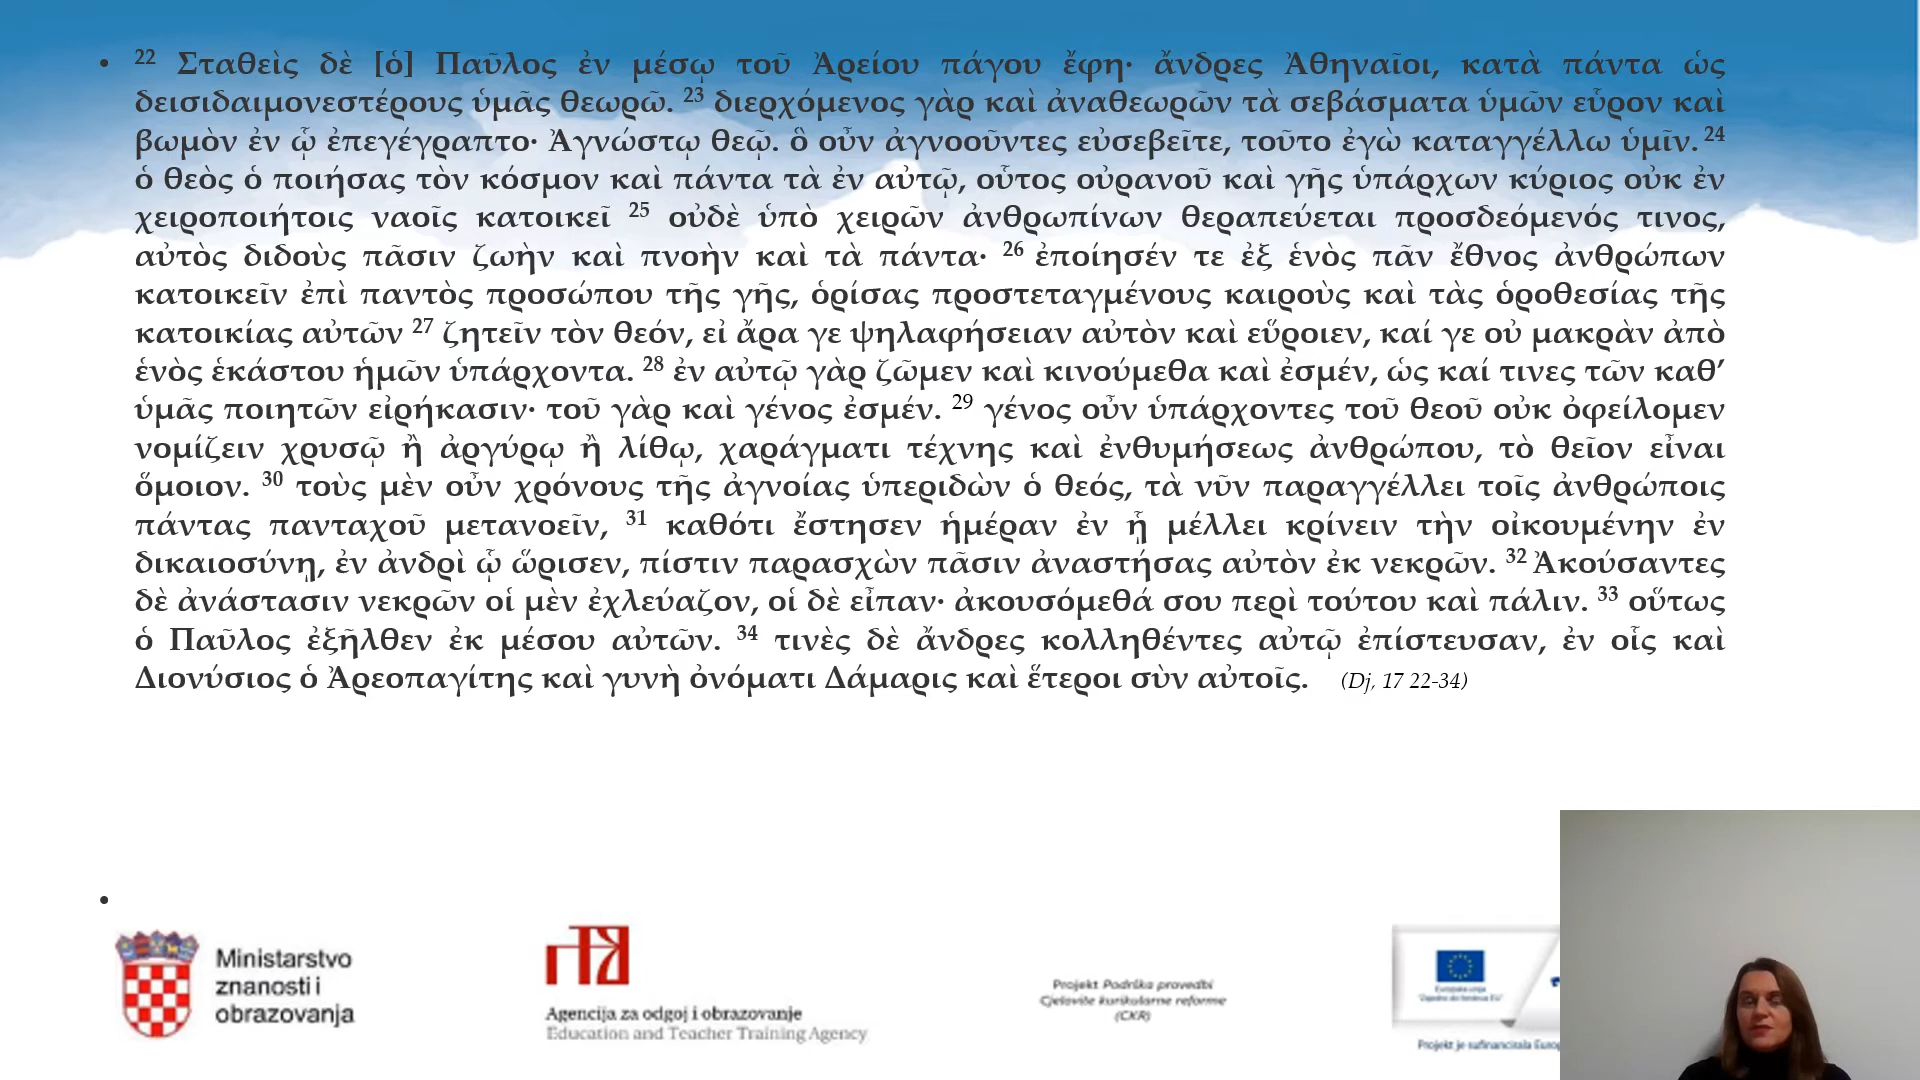 • ²² Σταθεὶς δὲ [ὁ] Παῦλος ἐν μέσῳ τοῦ Ἀρείου πάγου ἔφη· ἄνδρες Ἀθηναῖοι, κατὰ πάντα ὡς
δεισιδαιμονεστέρους ὑμᾶς θεωρῶ. ²³ διερχόμενος γὰρ καὶ ἀναθεωρῶν τὰ σεβάσματα ὑμῶν εὗρον καὶ
βωμὸν ἐν ᾧ ἐπεγέγραπτο· Ἀγνώστῳ θεῷ. ὃ οὖν ἀγνοοῦντες εὐσεβεῖτε, τοῦτο ἐγὼ καταγγέλλω ὑμῖν. ²⁴
ὁ θεὸς ὁ ποιήσας τὸν κόσμον καὶ πάντα τὰ ἐν αὐτῷ, οὗτος οὐρανοῦ καὶ γῆς ὑπάρχων κύριος οὐκ ἐν
χειροποιήτοις ναοῖς κατοικεῖ ²⁵ οὐδὲ ὑπὸ χειρῶν ἀνθρωπίνων θεραπεύεται προσδεόμενός τινος,
αὐτὸς διδοὺς πᾶσιν ζωὴν καὶ πνοὴν καὶ τὰ πάντα· ²⁶ ἐποίησέν τε ἐξ ἑνὸς πᾶν ἔθνος ἀνθρώπων
κατοικεῖν ἐπὶ παντὸς προσώπου τῆς γῆς, ὁρίσας προστεταγμένους καιροὺς καὶ τὰς ὁροθεσίας τῆς
κατοικίας αὐτῶν ²⁷ ζητεῖν τὸν θεόν, εἰ ἄρα γε ψηλαφήσειαν αὐτὸν καὶ εὕροιεν, καί γε οὐ μακρὰν ἀπὸ
ἑνὸς ἑκάστου ἡμῶν ὑπάρχοντα. ²⁸ ἐν αὐτῷ γὰρ ζῶμεν καὶ κινούμεθα καὶ ἐσμέν, ὡς καί τινες τῶν καθ’
ὑμᾶς ποιητῶν εἰρήκασιν· τοῦ γὰρ καὶ γένος ἐσμέν. ²⁹ γένος οὖν ὑπάρχοντες τοῦ θεοῦ οὐκ ὀφείλομεν
νομίζειν χρυσῷ ἢ ἀργύρῳ ἢ λίθῳ, χαράγματι τέχνης καὶ ἐνθυμήσεως ἀνθρώπου, τὸ θεῖον εἶναι
ὅμοιον. ³⁰ τοὺς μὲν οὖν χρόνους τῆς ἀγνοίας ὑπεριδὼν ὁ θεός, τὰ νῦν παραγγέλλει τοῖς ἀνθρώποις
πάντας πανταχοῦ μετανοεῖν, ³¹ καθότι ἔστησεν ἡμέραν ἐν ᾗ μέλλει κρίνειν τὴν οἰκουμένην ἐν
δικαιοσύνῃ, ἐν ἀνδρὶ ᾧ ὥρισεν, πίστιν παρασχὼν πᾶσιν ἀναστήσας αὐτὸν ἐκ νεκρῶν. ³² Ἀκούσαντες
δὲ ἀνάστασιν νεκρῶν οἱ μὲν ἐχλεύαζον, οἱ δὲ εἶπαν· ἀκουσόμεθά σου περὶ τούτου καὶ πάλιν. ³³ οὕτως
ὁ Παῦλος ἐξῆλθεν ἐκ μέσου αὐτῶν. ³⁴ τινὲς δὲ ἄνδρες κολληθέντες αὐτῷ ἐπίστευσαν, ἐν οἷς καὶ
Διονύσιος ὁ Ἀρεοπαγίτης καὶ γυνὴ ὀνόματι Δάμαρις καὶ ἕτεροι σὺν αὐτοῖς. (Dj, 17 22-34)
•
Ministarstvo
znanosti i
obrazovanja
Agencija za odgoj i obrazovanje
Education and Teacher Training Agency
Projekt Podrška provedbi
Cjelovite kurikularne reforme
(CKR)
Europska unija
Projekt je sufinancirala